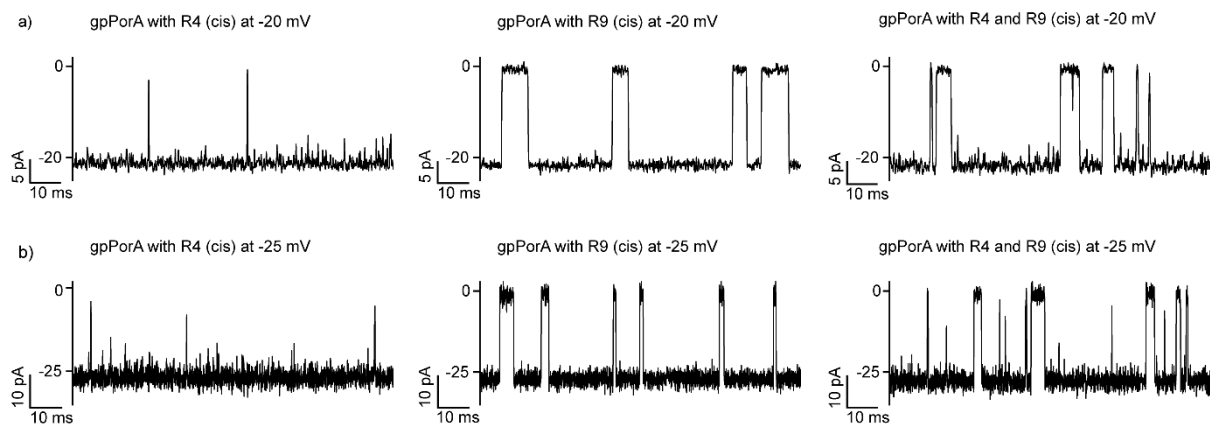 a)
gpPorA with R4 (cis) at -20 mV
gpPorA with R9 (cis) at -20 mV
gpPorA with R4 and R9 (cis) at -20 mV
0
0
0
-20
-20
-20
5 pA
5 pA
5 pA
10 ms
10 ms
10 ms
b)
gpPorA with R4 (cis) at -25 mV
gpPorA with R9 (cis) at -25 mV
gpPorA with R4 and R9 (cis) at -25 mV
0
0
0
-25
-25
-25
10 pA
10 pA
10 pA
10 ms
10 ms
10 ms